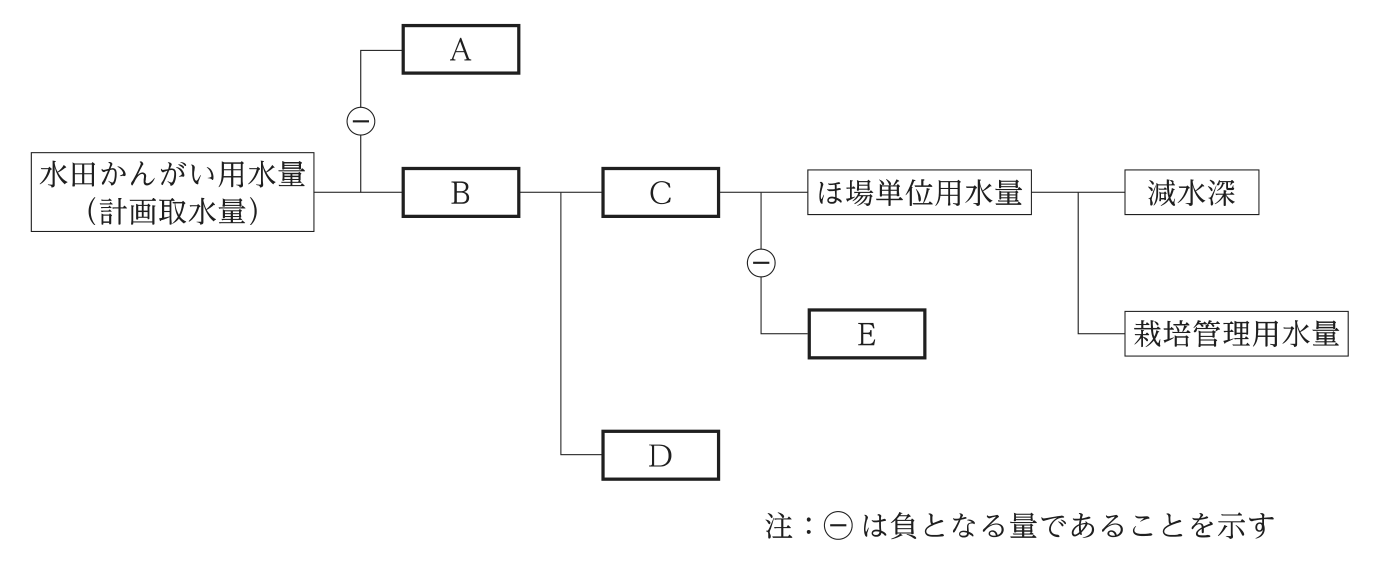 A
⊖
水田かんがい用水量
（計画取水量）
B
C
ほ場単位用水量
減水深
⊖
E
栽培管理用水量
D
注：⊖は負となる量であることを示す